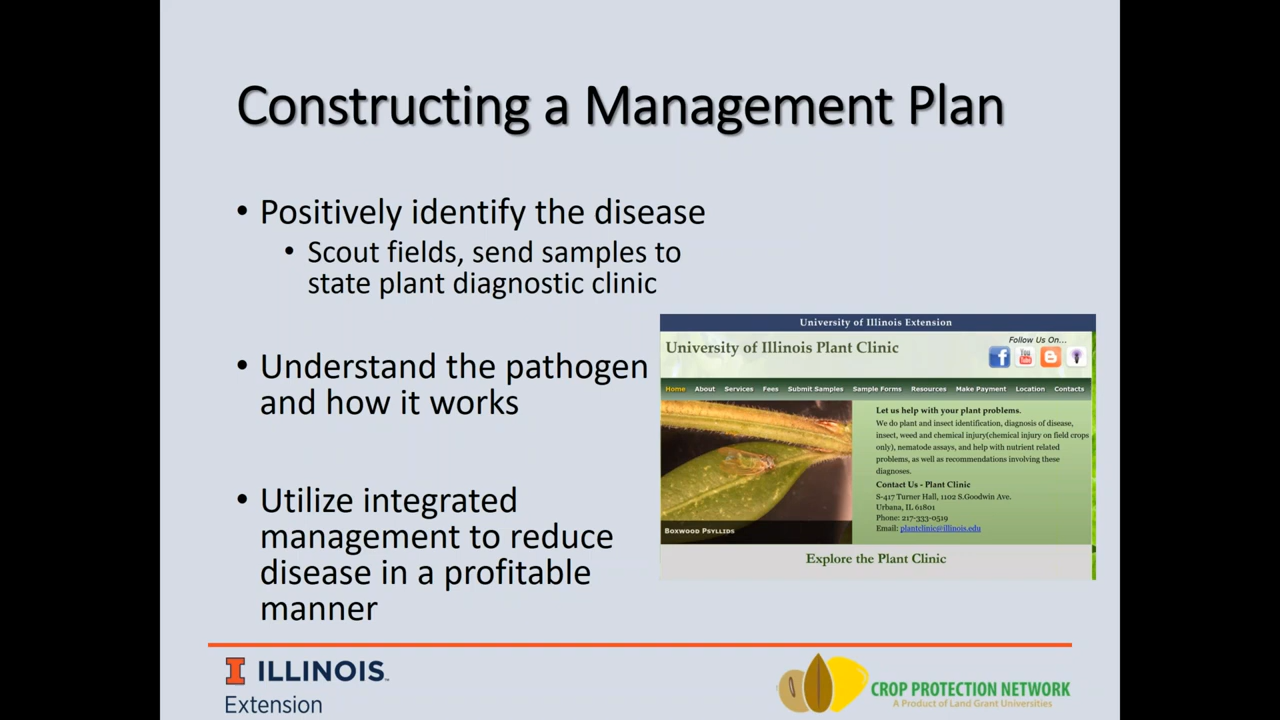 Constructing a Management Plan
• Positively identify the disease
• Scout fields, send samples to
state plant diagnostic clinic
• Understand the pathogen
and how it works
• Utilize integrated
management to reduce
disease in a profitable
manner
University of Illinois Extension
University of Illinois Plant Clinic
Follow Us On...
f You Tube B
Home About Services Fees Submit Samples Sample Forms Resources Make Payment Location Contacts
Let us help with your plant problems.
We do plant and insect identification, diagnosis of disease,
insect, weed and chemical injury(chemical injury on field crops
only), nematode assays, and help with nutrient related
problems, as well as recommendations involving these
diagnoses.
Contact Us - Plant Clinic
S-417 Turner Hall, 1102 S.Goodwin Ave.
Urbana, IL 61801
Phone: 217-333-0519
Email: plantclinic@illinois.edu
Boxwood Psyllids
Explore the Plant Clinic
I ILLINOIS
Extension
CROP PROTECTION NETWORK
A Product of Land Grant Universities